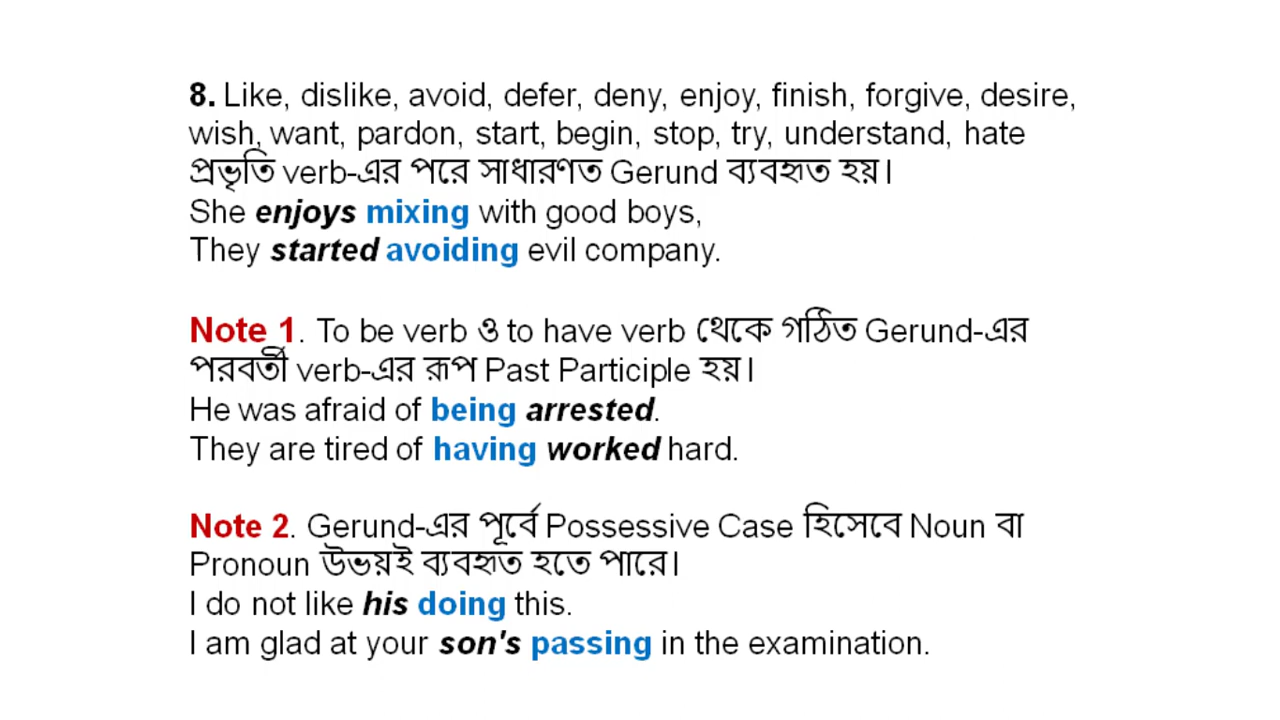 8. Like, dislike, avoid, defer, deny, enjoy, finish, forgive, desire,
wish, want, pardon, start, begin, stop, try, understand, hate
প্রভৃতি verb-এর পরে সাধারণত Gerund ব্যবহৃত হয়।
She enjoys mixing with good boys,
They started avoiding evil company.
Note 1. To be verb ও to have verb থেকে গঠিত Gerund-এর
পরবর্তী verb-এর রূপ Past Participle হয়।
He was afraid of being arrested.
They are tired of having worked hard.
Note 2. Gerund-এর পূর্বে Possessive Case হিসেবে Noun বা
Pronoun উভয়ই ব্যবহৃত হতে পারে।
I do not like his doing this.
I am glad at your son's passing in the examination.